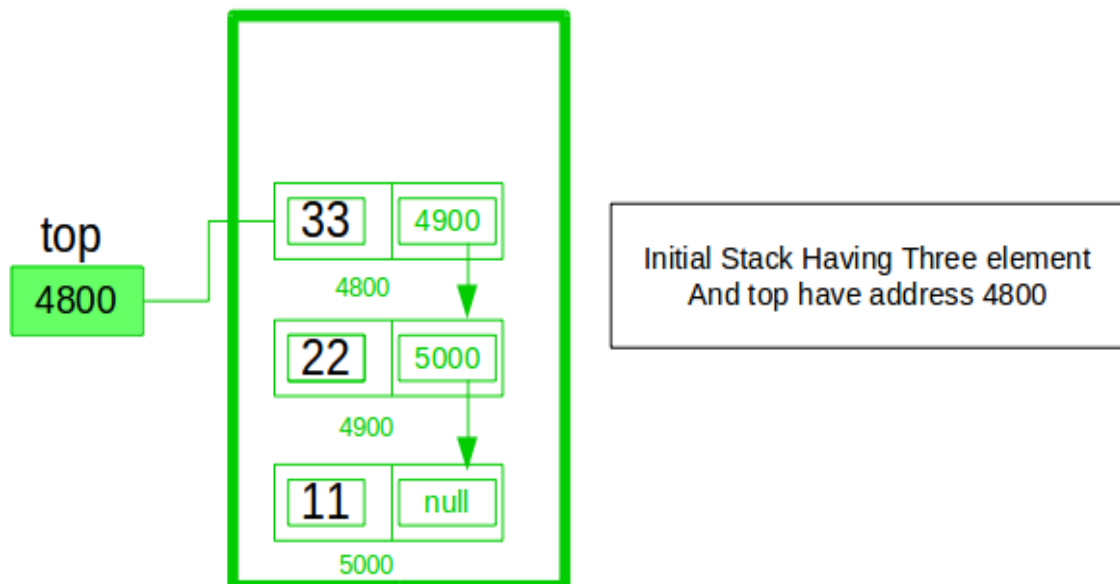 top
4800
33
4900
4800
22
5000
4900
11
null
5000
Initial Stack Having Three element
And top have address 4800